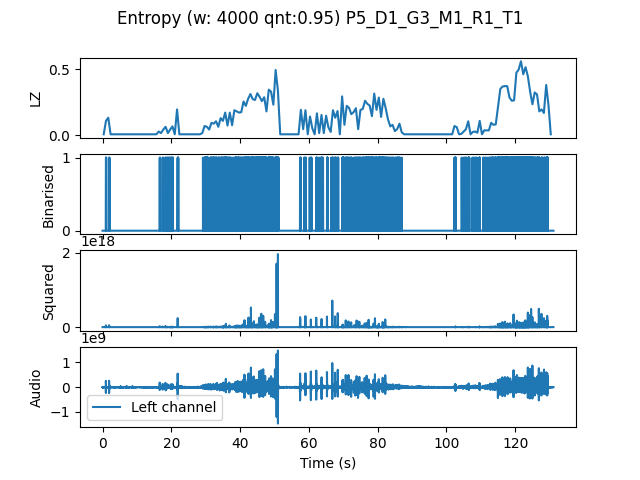 Entropy (w: 4000 qnt:0.95) P5_D1_G3_M1_R1_T1
0.5
0.0
LZ
1
0
Binarised
1e18
2
0
Squared
1e9
1
0
−1
Audio
Left channel
0 20 40 60 80 100 120
Time (s)